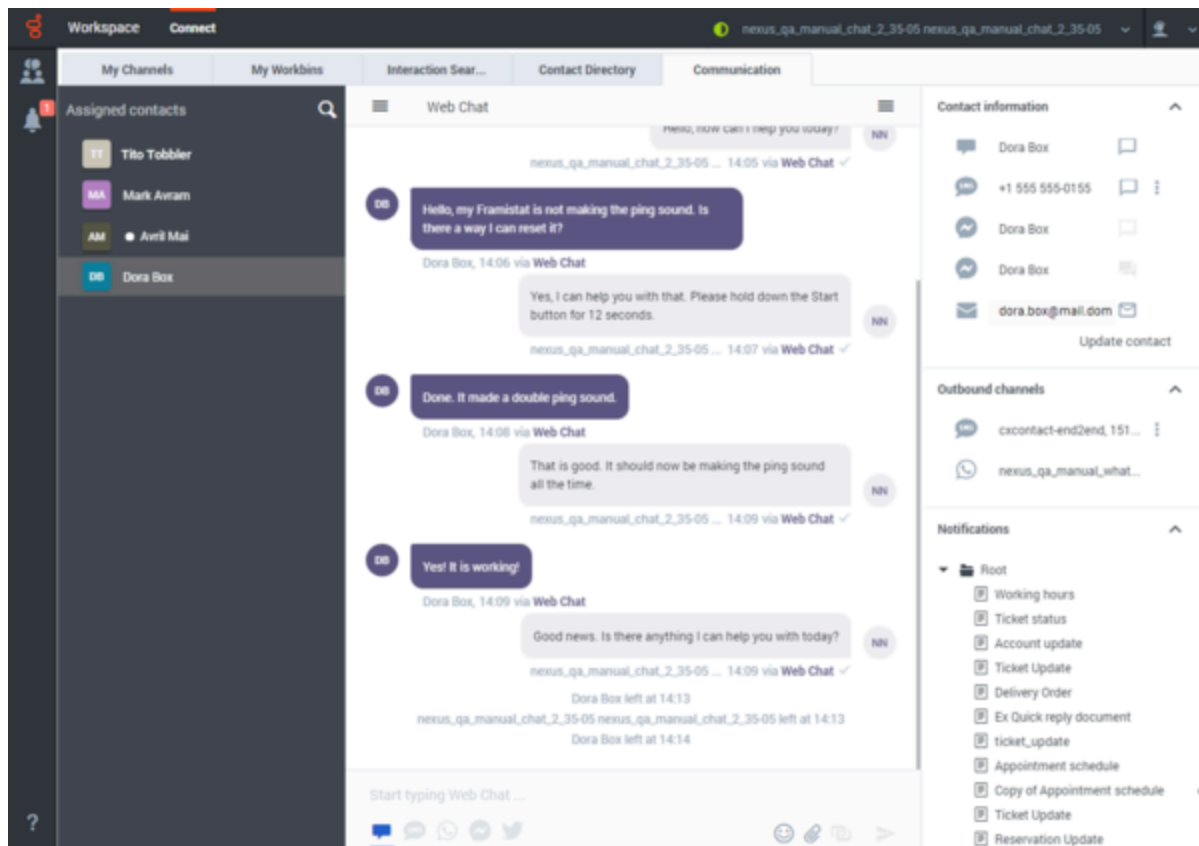 Workspace
Connect
nexus_qa_manual_chat_2_35-05 nexus_qa_manual_chat_2_35-05
1
My Channels
My Workbins
Interaction Sear...
Contact Directory
Communication
Assigned contacts
TT
Tito Tobbler
MA
Mark Avram
AM
Avril Mai
DB
Dora Box
Web Chat
Hello, how can I help you today?
NN
nexus_qa_manual_chat_2_35-05 ... 14:05 via Web Chat
DB
Hello, my Framistat is not making the ping sound. Is
there a way I can reset it?
Dora Box, 14:06 via Web Chat
Yes, I can help you with that. Please hold down the Start
button for 12 seconds.
NN
nexus_qa_manual_chat_2_35-05 ... 14:07 via Web Chat
DB
Done. It made a double ping sound.
Dora Box, 14:08 via Web Chat
That is good. It should now be making the ping sound
all the time.
NN
nexus_qa_manual_chat_2_35-05 ... 14:09 via Web Chat
DB
Yes! It is working!
Dora Box, 14:09 via Web Chat
Good news. Is there anything I can help you with today?
NN
nexus_qa_manual_chat_2_35-05 ... 14:09 via Web Chat
Dora Box left at 14:13
nexus_qa_manual_chat_2_35-05 nexus_qa_manual_chat_2_35-05 left at 14:13
Dora Box left at 14:14
Start typing Web Chat ...
Contact information
Dora Box
+1 555 555-0155
Dora Box
Dora Box
dora.box@mail.dom
Update contact
Outbound channels
cxcontact-end2end, 151...
nexus_qa_manual_what...
Notifications
Root
Working hours
Ticket status
Account update
Ticket Update
Delivery Order
Ex Quick reply document
ticket_update
Appointment schedule
Copy of Appointment schedule
Ticket Update
Reservation Update
?